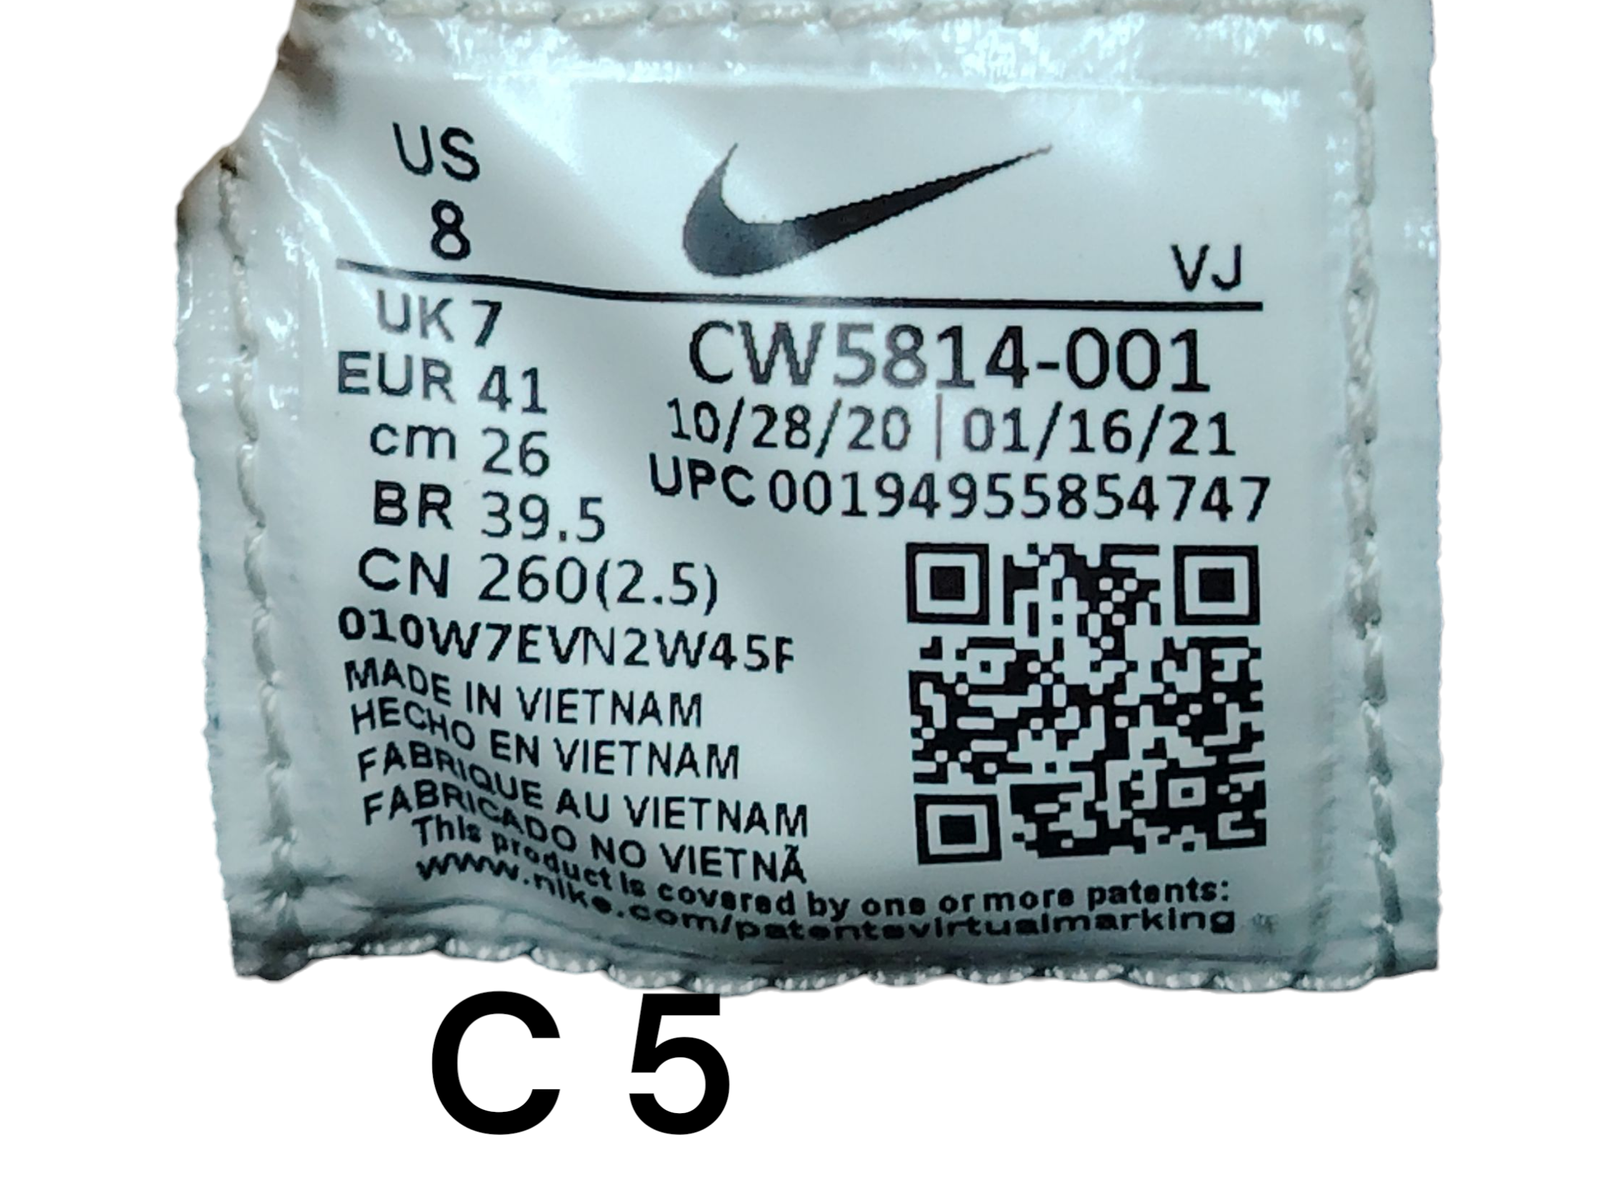 US
8
VJ
UK 7
EUR 41
cm 26
BR 39.5
CN 260(2.5)
CW5814-001
10/28/20 | 01/16/21
UPC 00194955854747
010W7EVN2W45F
MADE IN VIETNAM
HECHO EN VIETNAM
FABRIQUE AU VIETNAM
FABRICADO NO VIETNÃ
This product is covered by one or more patents:
www.nike.com/patentsvirtualmarking
C 5